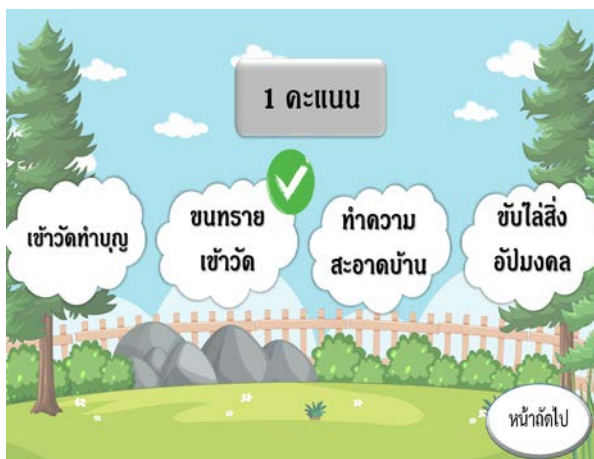 1 คะแนน
เข้าวัดทำบุญ
ขนทราย
เข้าวัด
ทำความ
สะอาดบ้าน
ขับไล่สิ่ง
อัปมงคล
หน้าถัดไป